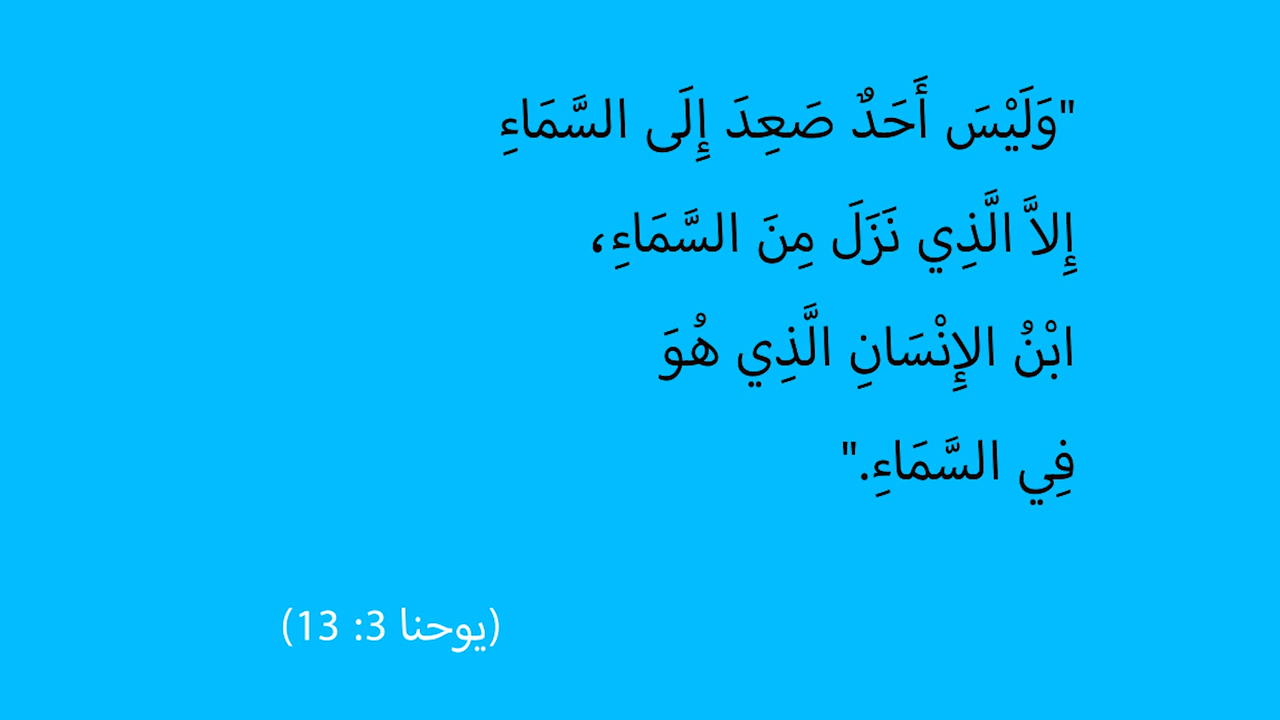 "وَلَيْسَ أَحَدٌ صَعِدَ إِلَى السَّمَاءِ
إِلاَّ الَّذِي نَزَلَ مِنَ السَّمَاءِ،
ابْنُ الإِنْسَانِ الَّذِي هُوَ
فِي السَّمَاءِ."
(يوحنا 3: 13)